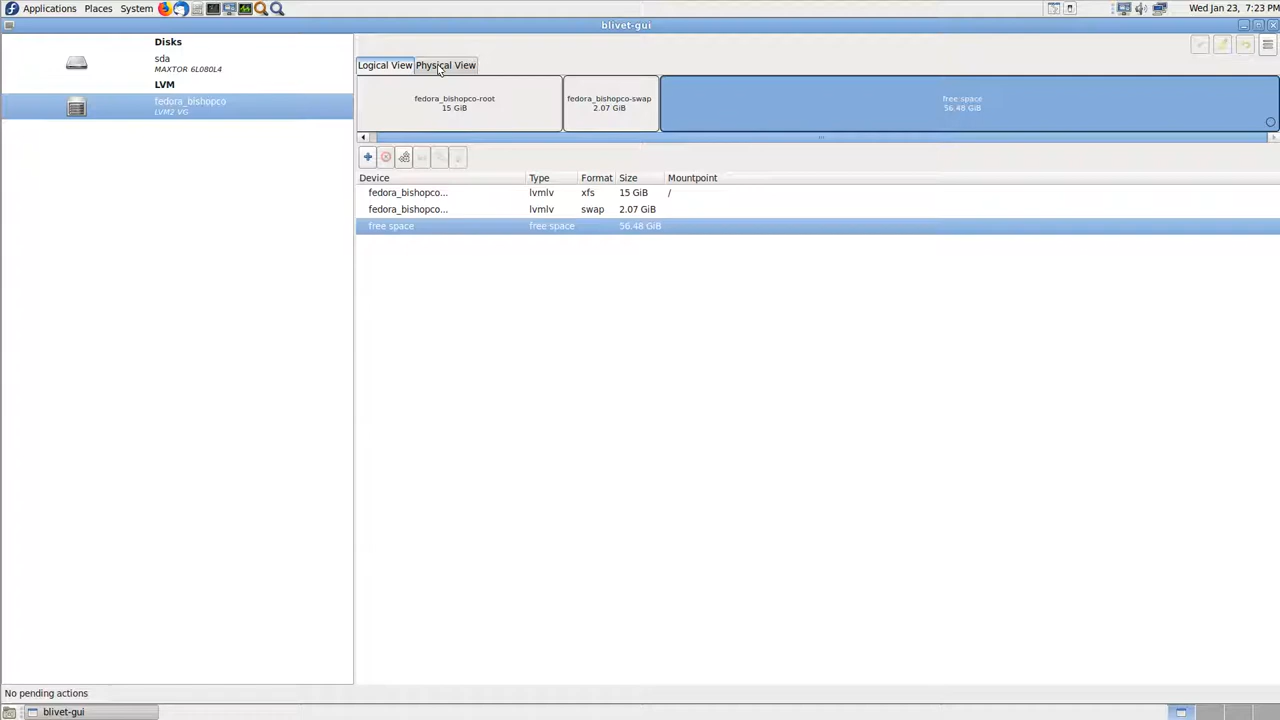 Applications Places System
Wed Jan 23, 7:23 PM
blivet-gui
Disks
sda
MAXTOR 6L080L4
LVM
fedora_bishopco
LVM2 VG
Logical View Physical View
fedora_bishopco-root
15 GiB
fedora_bishopco-swap
2.07 GiB
free space
56.48 GiB
Device Type Format Size Mountpoint
fedora_bishopco... lvmlv xfs 15 GiB /
fedora_bishopco... lvmlv swap 2.07 GiB
free space free space 56.48 GiB
No pending actions
blivet-gui